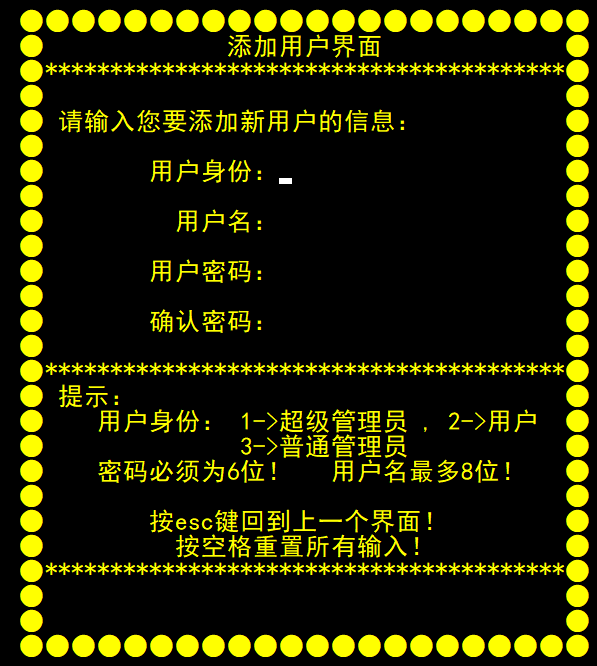 添加用户界面
****************************************
请输入您要添加新用户的信息：
用户身份：
用户名：
用户密码：
确认密码：
****************************************
提示：
用户身份： 1->超级管理员 , 2->用户
3->普通管理员
密码必须为6位！ 用户名最多8位！
按esc键回到上一个界面！
按空格重置所有输入！
****************************************